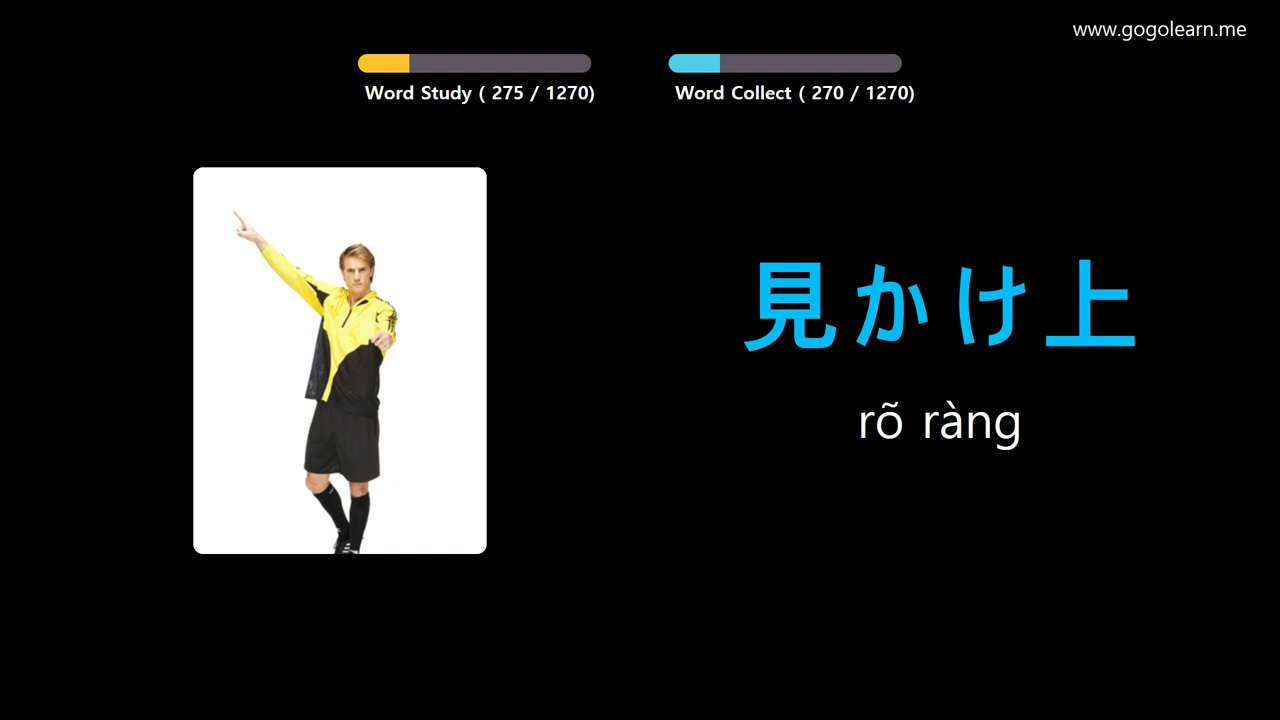 www.gogolearn.me
Word Study ( 275 / 1270)
Word Collect ( 270 / 1270)
見かけ上
rõ ràng